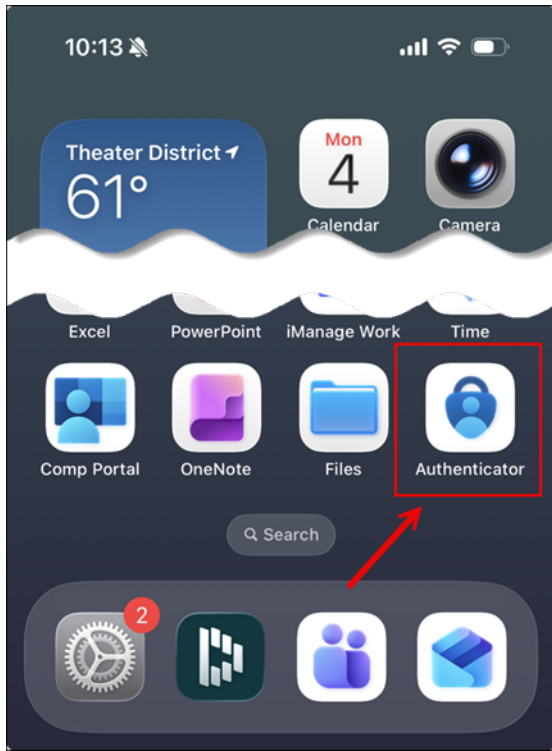 10:13
Theater District
61°
Mon
4
Calendar
Camera
Excel
PowerPoint
iManage Work
Time
Comp Portal
OneNote
Files
Authenticator
Search
2